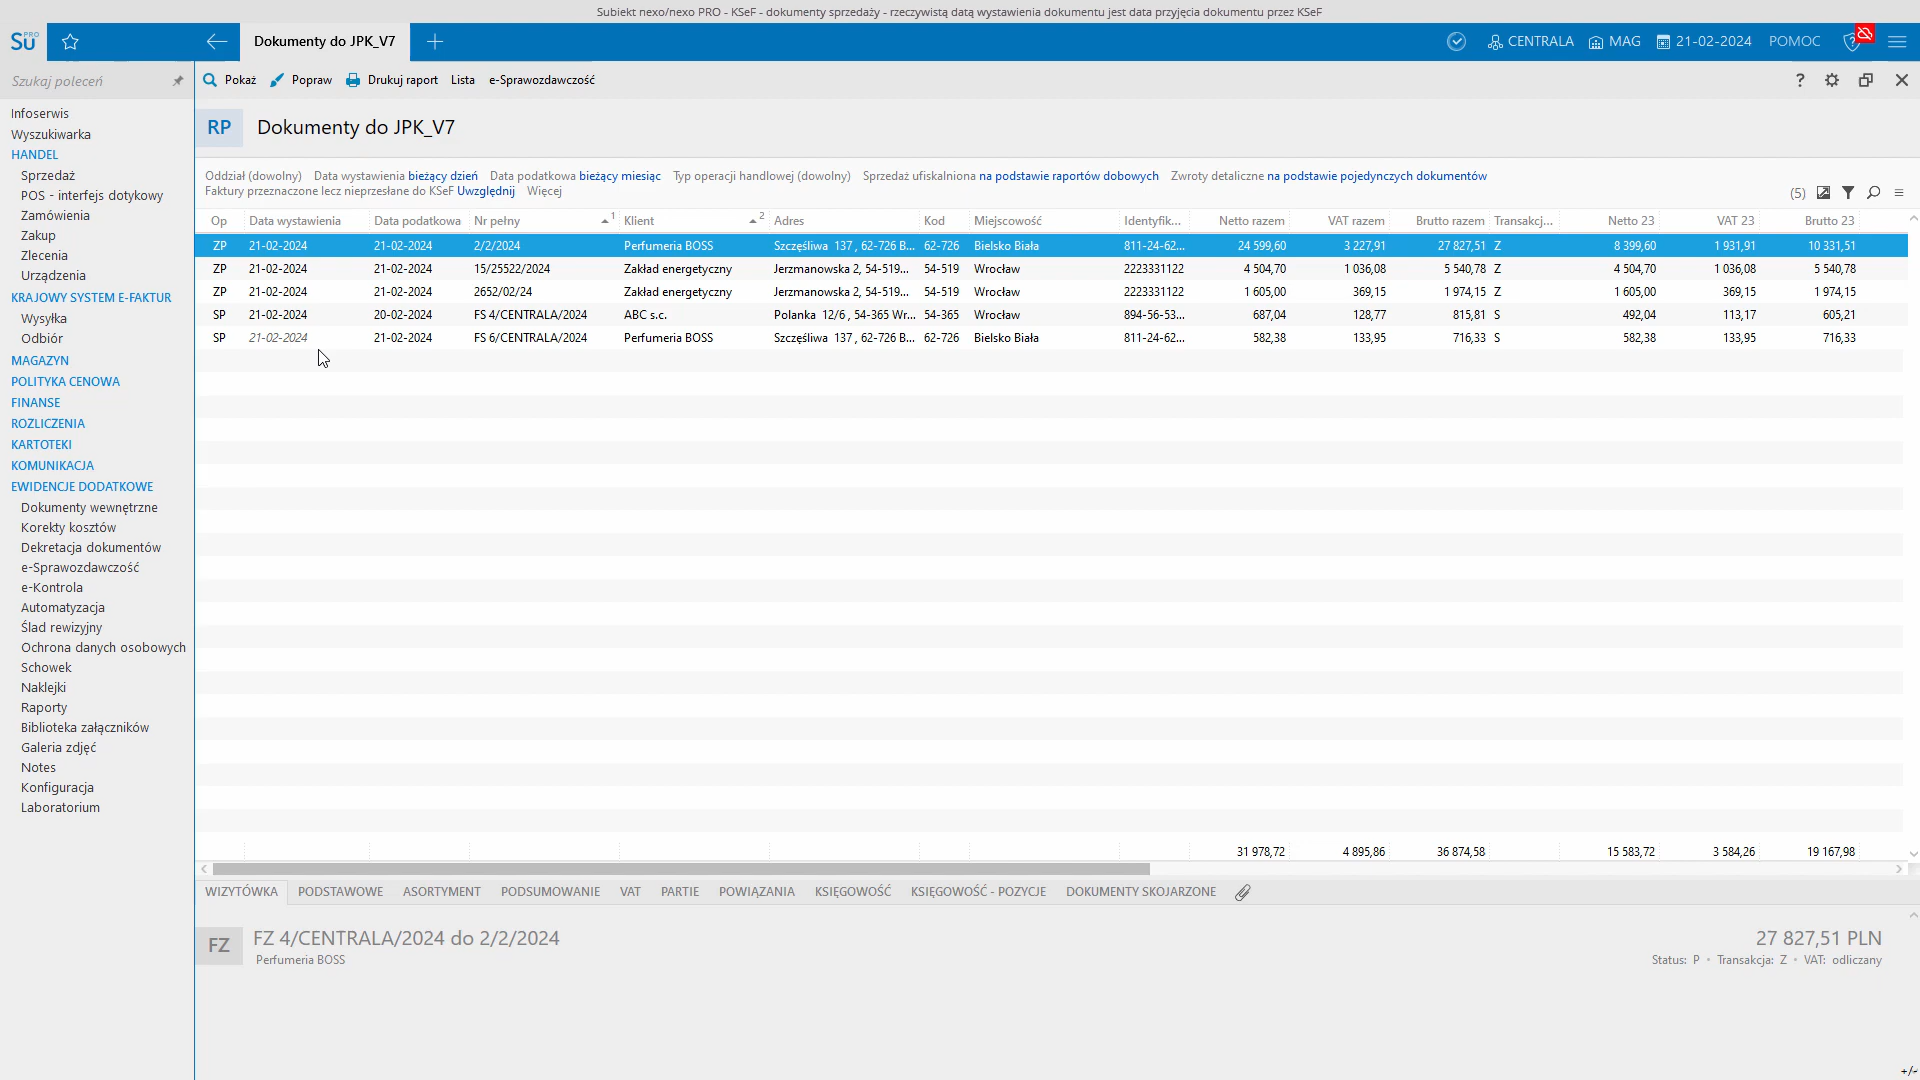 Subiekt nexo/nexo PRO - KSeF - dokumenty sprzedaży - rzeczywistą datą wystawienia dokumentu jest data przyjęcia dokumentu przez KSeF
Su PRO
Dokumenty do JPK_V7
CENTRALA MAG 21-02-2024 POMOC
Szukaj poleceń
Pokaż Popraw Drukuj raport Lista e-Sprawozdawczość
Infoserwis
Wyszukiwarka
HANDEL
Sprzedaż
POS - interfejs dotykowy
Zamówienia
Zakup
Zlecenia
Urządzenia
KRAJOWY SYSTEM E-FAKTUR
Wysyłka
Odbiór
MAGAZYN
POLITYKA CENOWA
FINANSE
ROZLICZENIA
KARTOTEKI
KOMUNIKACJA
EWIDENCJE DODATKOWE
Dokumenty wewnętrzne
Korekty kosztów
Dekretacja dokumentów
e-Sprawozdawczość
e-Kontrola
Automatyzacja
Ślad rewizyjny
Ochrona danych osobowych
Schowek
Naklejki
Raporty
Biblioteka załączników
Galeria zdjęć
Notes
Konfiguracja
Laboratorium
RP Dokumenty do JPK_V7
Oddział (dowolny) Data wystawienia bieżący dzień Data podatkowa bieżący miesiąc Typ operacji handlowej (dowolny) Sprzedaż ufiskalniona na podstawie raportów dobowych Zwroty detaliczne na podstawie pojedynczych dokumentów
Faktury przeznaczone lecz nieprzesłane do KSeF Uwzględnij Więcej
(5)
Op Data wystawienia Data podatkowa Nr pełny 1 Klient 2 Adres Kod Miejscowość Identyfik... Netto razem VAT razem Brutto razem Transakcj... Netto 23 VAT 23 Brutto 23
ZP 21-02-2024 21-02-2024 2/2/2024 Perfumeria BOSS Szczęśliwa 137 , 62-726 B... 62-726 Bielsko Biała 811-24-62... 24 599,60 3 227,91 27 827,51 Z 8 399,60 1 931,91 10 331,51
ZP 21-02-2024 21-02-2024 15/25522/2024 Zakład energetyczny Jerzmanowska 2, 54-519... 54-519 Wrocław 2223331122 4 504,70 1 036,08 5 540,78 Z 4 504,70 1 036,08 5 540,78
ZP 21-02-2024 21-02-2024 2652/02/24 Zakład energetyczny Jerzmanowska 2, 54-519... 54-519 Wrocław 2223331122 1 605,00 369,15 1 974,15 Z 1 605,00 369,15 1 974,15
SP 21-02-2024 20-02-2024 FS 4/CENTRALA/2024 ABC s.c. Polanka 12/6 , 54-365 Wr... 54-365 Wrocław 894-56-53... 687,04 128,77 815,81 S 492,04 113,17 605,21
SP 21-02-2024 21-02-2024 FS 6/CENTRALA/2024 Perfumeria BOSS Szczęśliwa 137 , 62-726 B... 62-726 Bielsko Biała 811-24-62... 582,38 133,95 716,33 S 582,38 133,95 716,33
31 978,72 4 895,86 36 874,58 15 583,72 3 584,26 19 167,98
WIZYTÓWKA PODSTAWOWE ASORTYMENT PODSUMOWANIE VAT PARTIE POWIĄZANIA KSIĘGOWOŚĆ KSIĘGOWOŚĆ - POZYCJE DOKUMENTY SKOJARZONE
FZ FZ 4/CENTRALA/2024 do 2/2/2024 27 827,51 PLN
Perfumeria BOSS Status: P • Transakcja: Z • VAT: odliczany
+/-